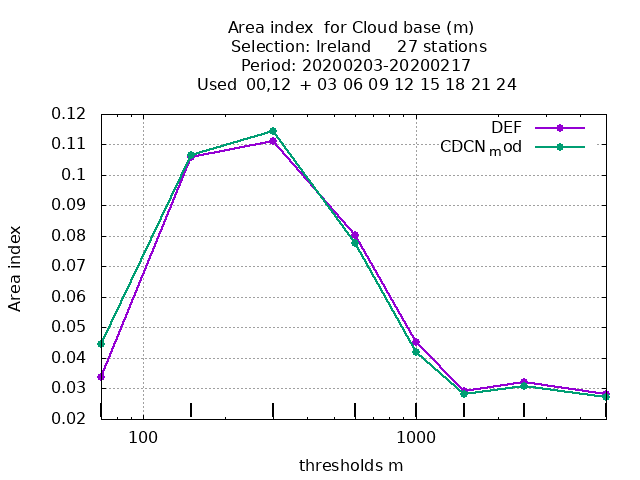 Area index  for Cloud base (m)
Selection: Ireland     27 stations
Period: 20200203-20200217
Used  00,12  + 03 06 09 12 15 18 21 24
DEF
CDCN_mod
0.12
0.11
0.1
0.09
0.08
0.07
0.06
0.05
0.04
0.03
0.02
Area index
100
1000
thresholds m